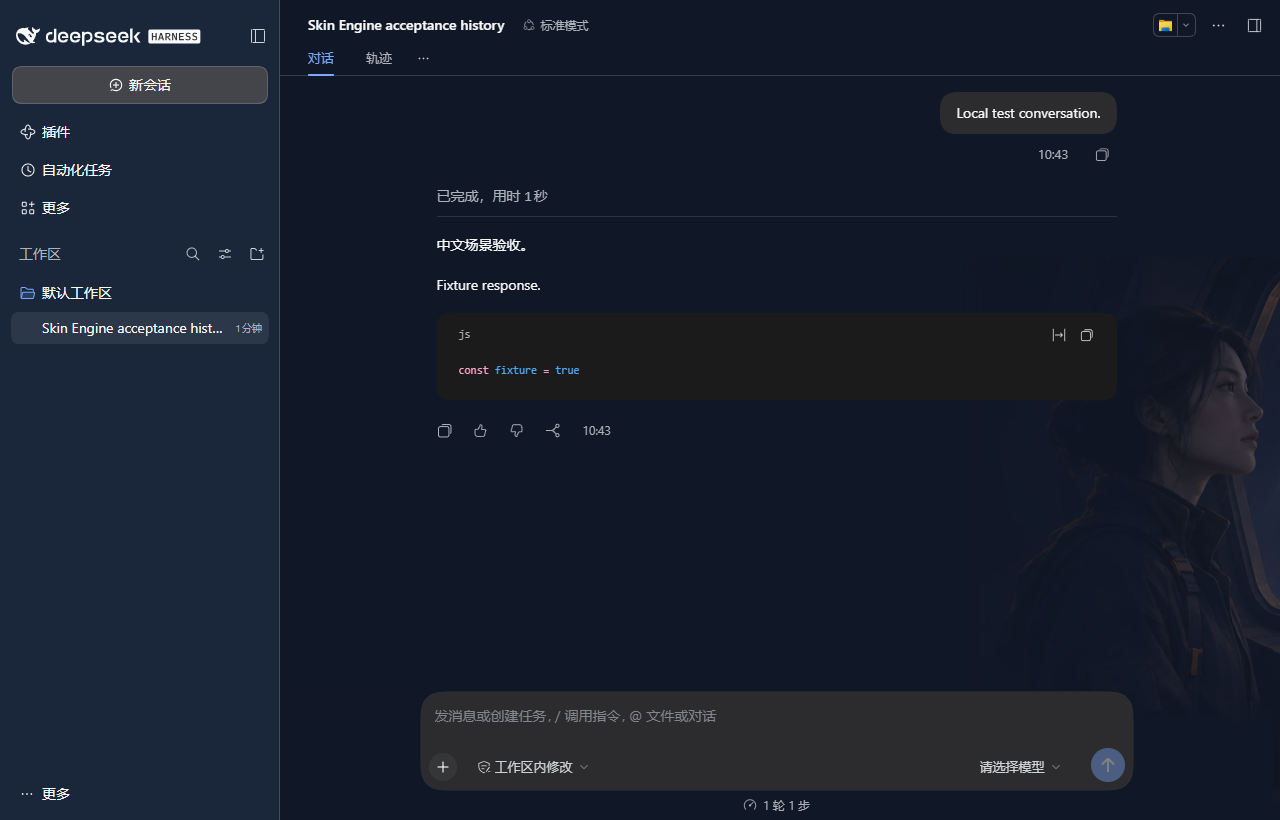 deepseek HARNESS
新会话
插件
自动化任务
更多
工作区
默认工作区
Skin Engine acceptance hist... 1分钟
更多
Skin Engine acceptance history 标准模式
对话 轨迹 ...
Local test conversation.
10:43
已完成，用时 1 秒
中文场景验收。
Fixture response.
js
const fixture = true
10:43
发消息或创建任务, / 调用指令, @ 文件或对话
工作区内修改
请选择模型
1 轮 1 步